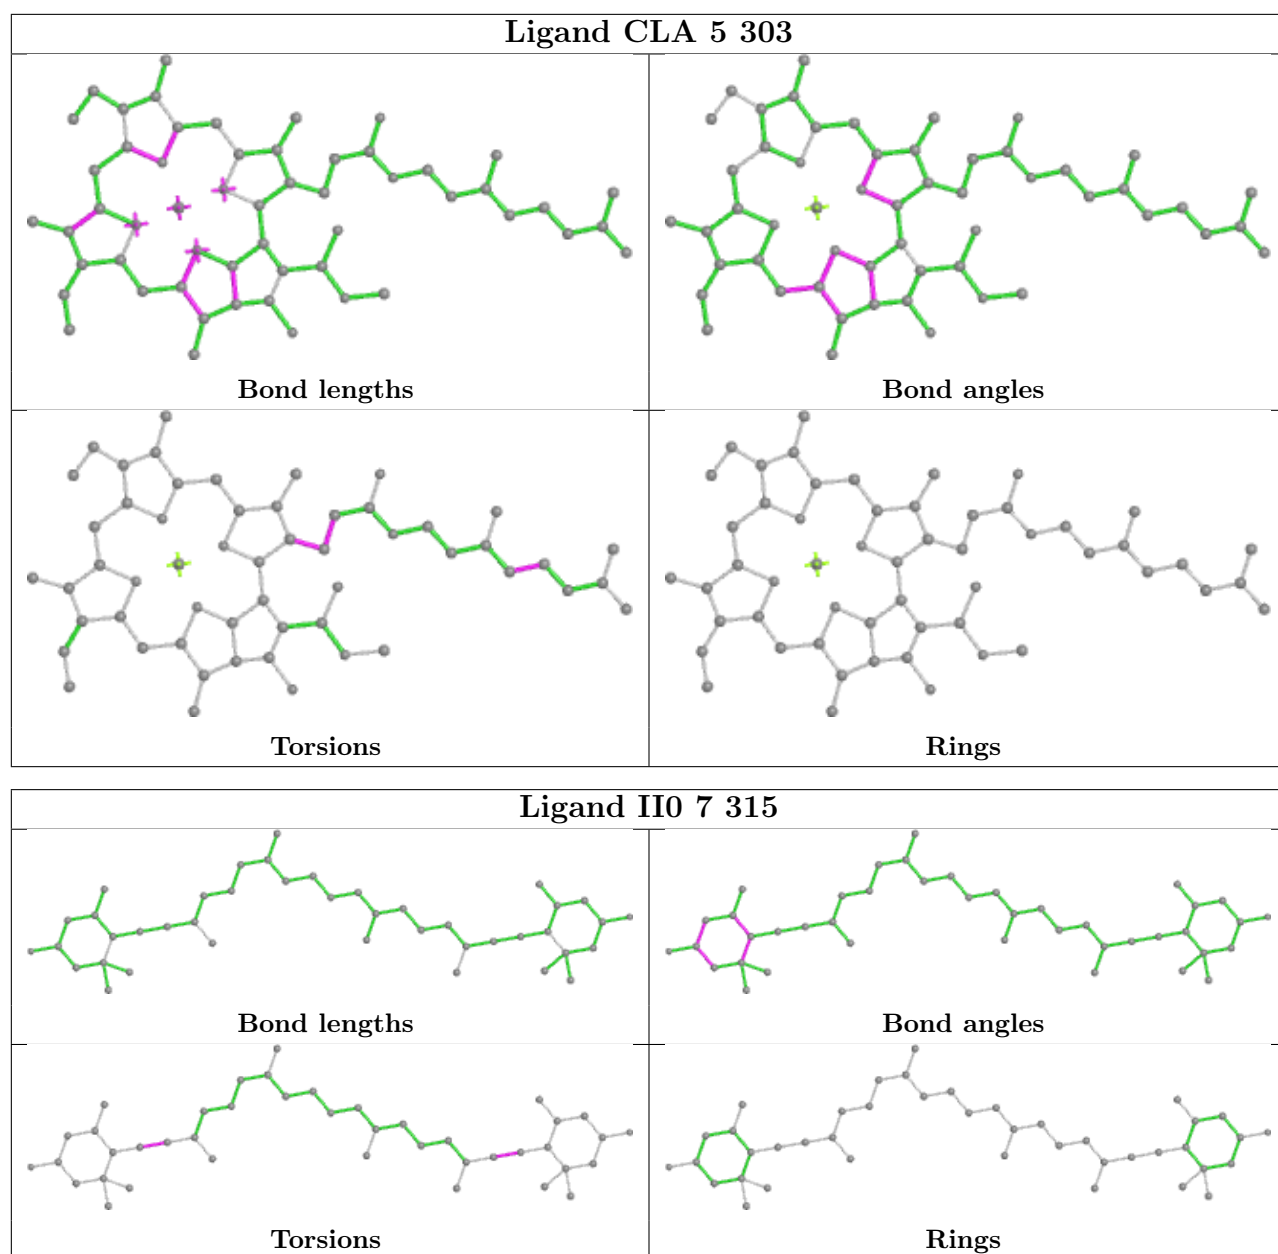 Ligand CLA 5 303
Bond lengths
Bond angles
Torsions
Rings
Ligand II0 7 315
Bond lengths
Bond angles
Torsions
Rings